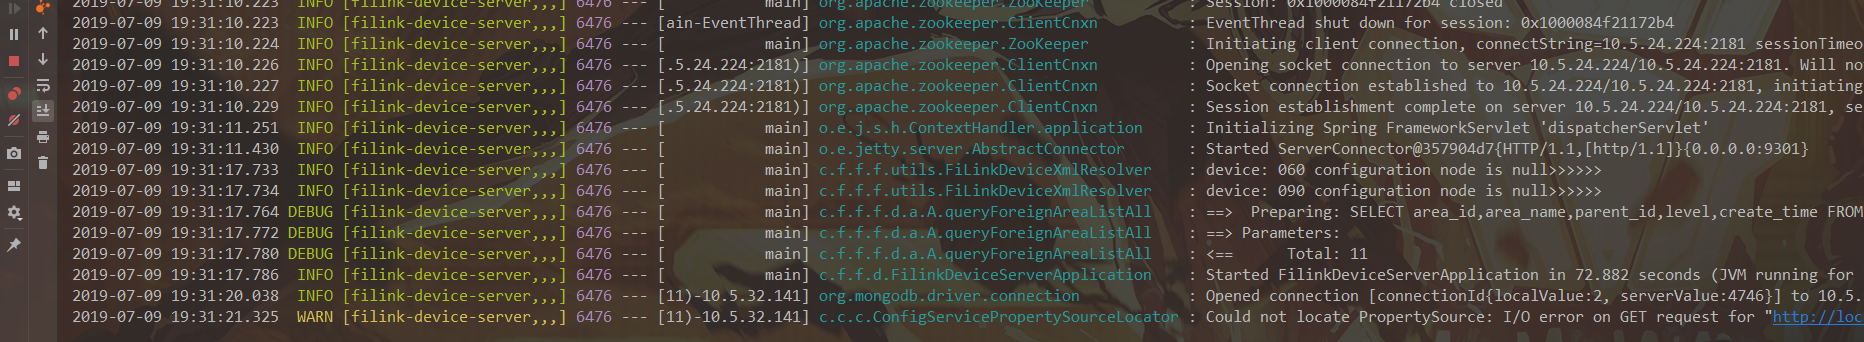 2019-07-09 19:31:10.223  INFO [filink-device-server,,,] 6476 --- [           main] org.apache.zookeeper.ZooKeeper           : Session: 0x1000084f21172b4 closed
2019-07-09 19:31:10.223  INFO [filink-device-server,,,] 6476 --- [ain-EventThread] org.apache.zookeeper.ClientCnxn          : EventThread shut down for session: 0x1000084f21172b4
2019-07-09 19:31:10.224  INFO [filink-device-server,,,] 6476 --- [           main] org.apache.zookeeper.ZooKeeper           : Initiating client connection, connectString=10.5.24.224:2181 sessionTimeo
2019-07-09 19:31:10.226  INFO [filink-device-server,,,] 6476 --- [.5.24.224:2181)] org.apache.zookeeper.ClientCnxn          : Opening socket connection to server 10.5.24.224/10.5.24.224:2181. Will no
2019-07-09 19:31:10.227  INFO [filink-device-server,,,] 6476 --- [.5.24.224:2181)] org.apache.zookeeper.ClientCnxn          : Socket connection established to 10.5.24.224/10.5.24.224:2181, initiating
2019-07-09 19:31:10.229  INFO [filink-device-server,,,] 6476 --- [.5.24.224:2181)] org.apache.zookeeper.ClientCnxn          : Session establishment complete on server 10.5.24.224/10.5.24.224:2181, se
2019-07-09 19:31:11.251  INFO [filink-device-server,,,] 6476 --- [           main] o.e.j.s.h.ContextHandler.application     : Initializing Spring FrameworkServlet 'dispatcherServlet'
2019-07-09 19:31:11.430  INFO [filink-device-server,,,] 6476 --- [           main] o.e.jetty.server.AbstractConnector       : Started ServerConnector@357904d7{HTTP/1.1,[http/1.1]}{0.0.0.0:9301}
2019-07-09 19:31:17.733  INFO [filink-device-server,,,] 6476 --- [           main] c.f.f.f.utils.FiLinkDeviceXmlResolver    : device: 060 configuration node is null>>>>>>
2019-07-09 19:31:17.734  INFO [filink-device-server,,,] 6476 --- [           main] c.f.f.f.utils.FiLinkDeviceXmlResolver    : device: 090 configuration node is null>>>>>>
2019-07-09 19:31:17.764 DEBUG [filink-device-server,,,] 6476 --- [           main] c.f.f.f.d.a.A.queryForeignAreaListAll    : ==>  Preparing: SELECT area_id,area_name,parent_id,level,create_time FROM
2019-07-09 19:31:17.772 DEBUG [filink-device-server,,,] 6476 --- [           main] c.f.f.f.d.a.A.queryForeignAreaListAll    : ==> Parameters:
2019-07-09 19:31:17.780 DEBUG [filink-device-server,,,] 6476 --- [           main] c.f.f.f.d.a.A.queryForeignAreaListAll    : <==      Total: 11
2019-07-09 19:31:17.786  INFO [filink-device-server,,,] 6476 --- [           main] c.f.f.d.FilinkDeviceServerApplication    : Started FilinkDeviceServerApplication in 72.882 seconds (JVM running for
2019-07-09 19:31:20.038  INFO [filink-device-server,,,] 6476 --- [11)-10.5.32.141] org.mongodb.driver.connection            : Opened connection [connectionId{localValue:2, serverValue:4746}] to 10.5.
2019-07-09 19:31:21.325  WARN [filink-device-server,,,] 6476 --- [11)-10.5.32.141] c.c.c.ConfigServicePropertySourceLocator : Could not locate PropertySource: I/O error on GET request for "http://loc